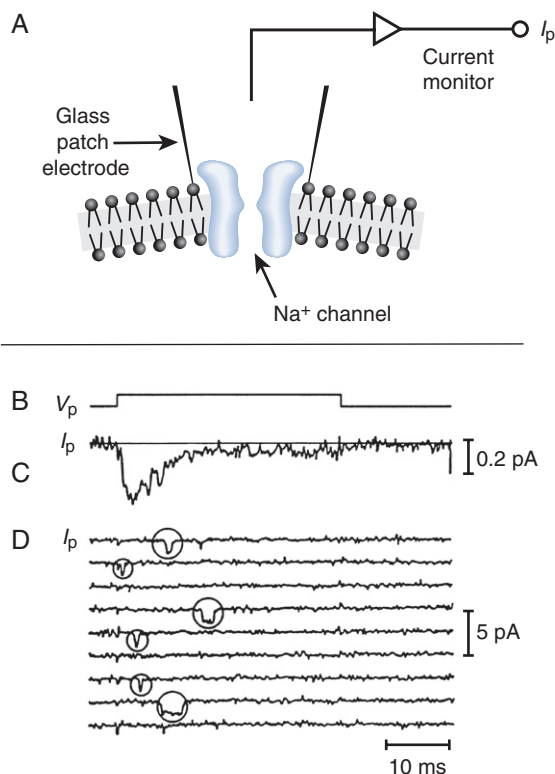 A
Ip
Current
monitor
Glass
patch
electrode
Na+ channel
B
Vp
Ip
C
0.2 pA
D
Ip
5 pA
10 ms